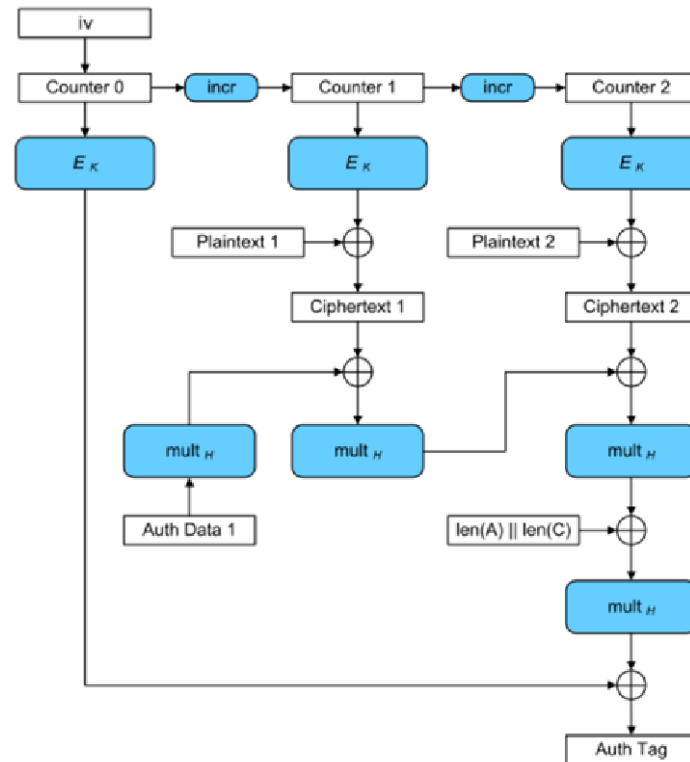 iv
Counter 0
incr
Counter 1
incr
Counter 2
E K
E K
E K
Plaintext 1
Plaintext 2
Ciphertext 1
Ciphertext 2
mult H
mult H
mult H
Auth Data 1
len(A) || len(C)
mult H
Auth Tag